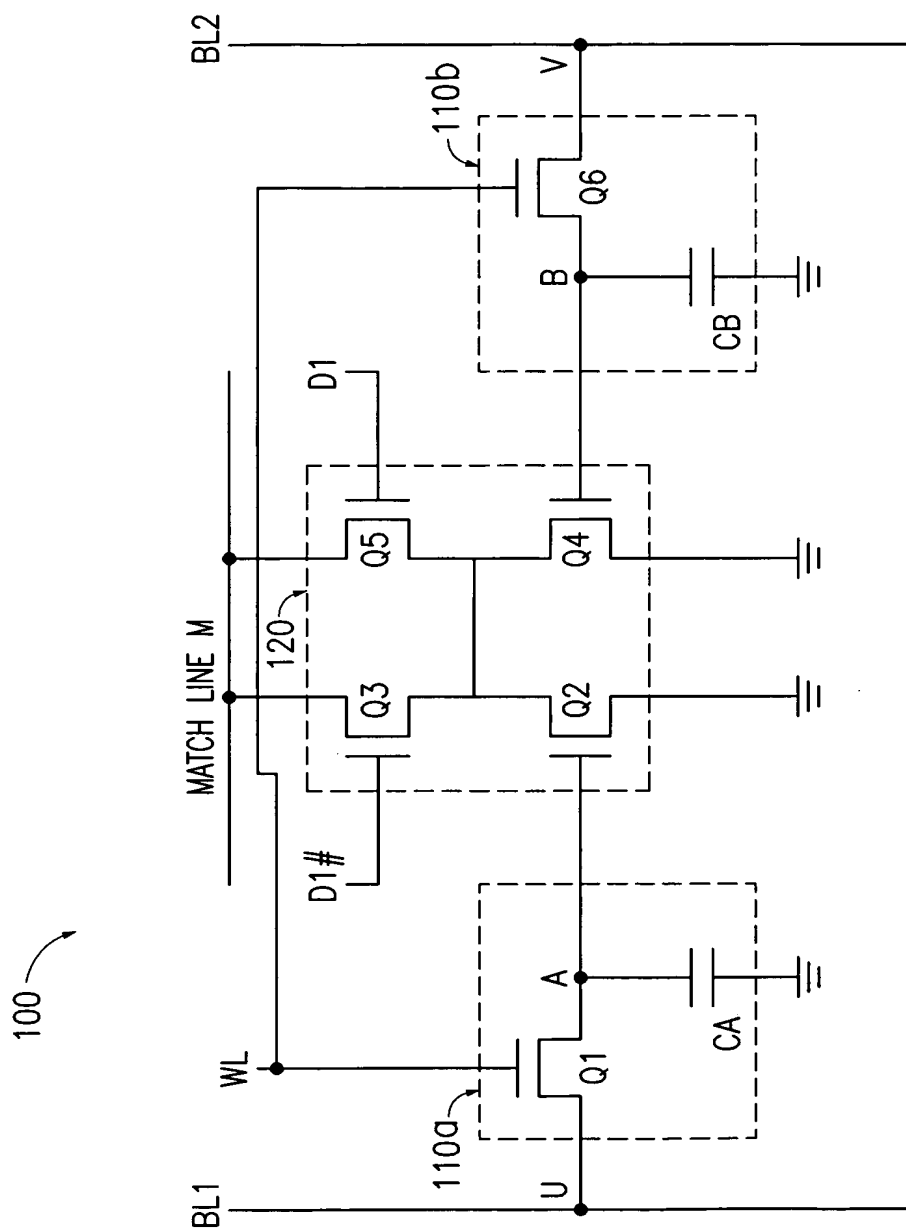 100
BL1
WL
MATCH LINE M
BL2
D1#
D1
120
110a
110b
Q3
Q5
Q2
Q4
Q1
Q6
U
A
B
V
CA
CB